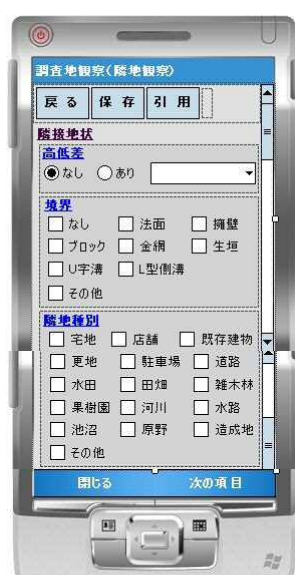 調査地観察(隣地観察)
戻る 保存 引用
隣接地状
高低差
なし あり
境界
なし 法面 擁壁
ブロック 金網 生垣
U字溝 L型側溝
その他
隣地種別
宅地 店舗 既存建物
更地 駐車場 道路
水田 田畑 雑木林
果樹園 河川 水路
池沼 原野 造成地
その他
閉じる 次の項目